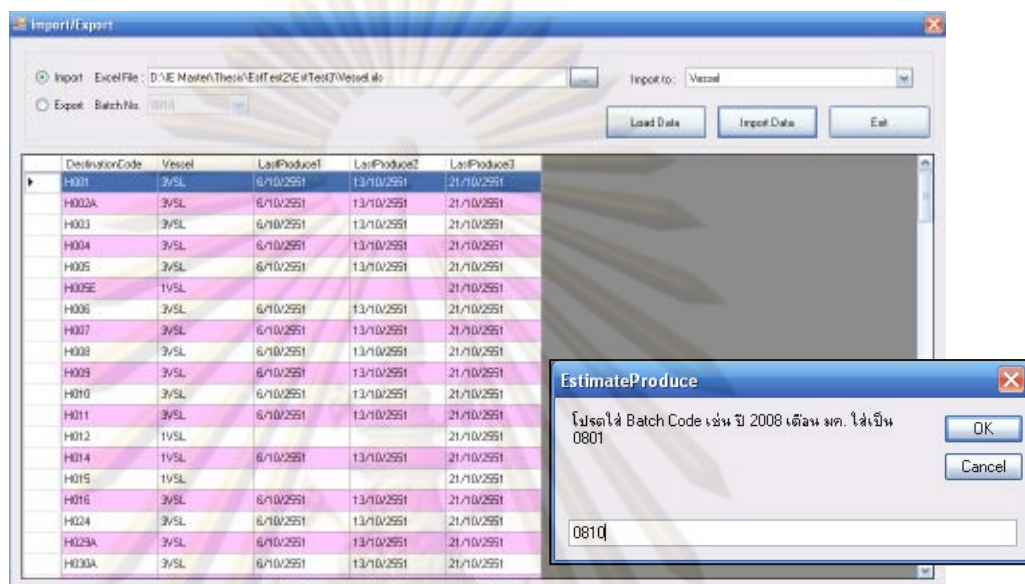 Import/Export
Import Excel File : D:\IE Master\Thesis\EstTest2\EstTest3\Vessel.xls ... Import to : Vessel
Export Batch No. 0810
Load Data Import Data Exit
DestinationCode Vessel LastProduce1 LastProduce2 LastProduce3
H001 3VSL 6/10/2551 13/10/2551 21/10/2551
H002A 3VSL 6/10/2551 13/10/2551 21/10/2551
H003 3VSL 6/10/2551 13/10/2551 21/10/2551
H004 3VSL 6/10/2551 13/10/2551 21/10/2551
H005 3VSL 6/10/2551 13/10/2551 21/10/2551
H005E 1VSL 21/10/2551
H006 3VSL 6/10/2551 13/10/2551 21/10/2551
H007 3VSL 6/10/2551 13/10/2551 21/10/2551
H008 3VSL 6/10/2551 13/10/2551 21/10/2551
H009 3VSL 6/10/2551 13/10/2551 21/10/2551
H010 3VSL 6/10/2551 13/10/2551 21/10/2551
H011 3VSL 6/10/2551 13/10/2551 21/10/2551
H012 1VSL 21/10/2551
H014 1VSL 6/10/2551 13/10/2551 21/10/2551
H015 1VSL 21/10/2551
H016 3VSL 6/10/2551 13/10/2551 21/10/2551
H024 3VSL 6/10/2551 13/10/2551 21/10/2551
H029A 3VSL 6/10/2551 13/10/2551 21/10/2551
H030A 3VSL 6/10/2551 13/10/2551 21/10/2551
EstimateProduce
โปรดใส่ Batch Code เช่น ปี 2008 เดือน มค. ใส่เป็น
0801
OK
Cancel
0810